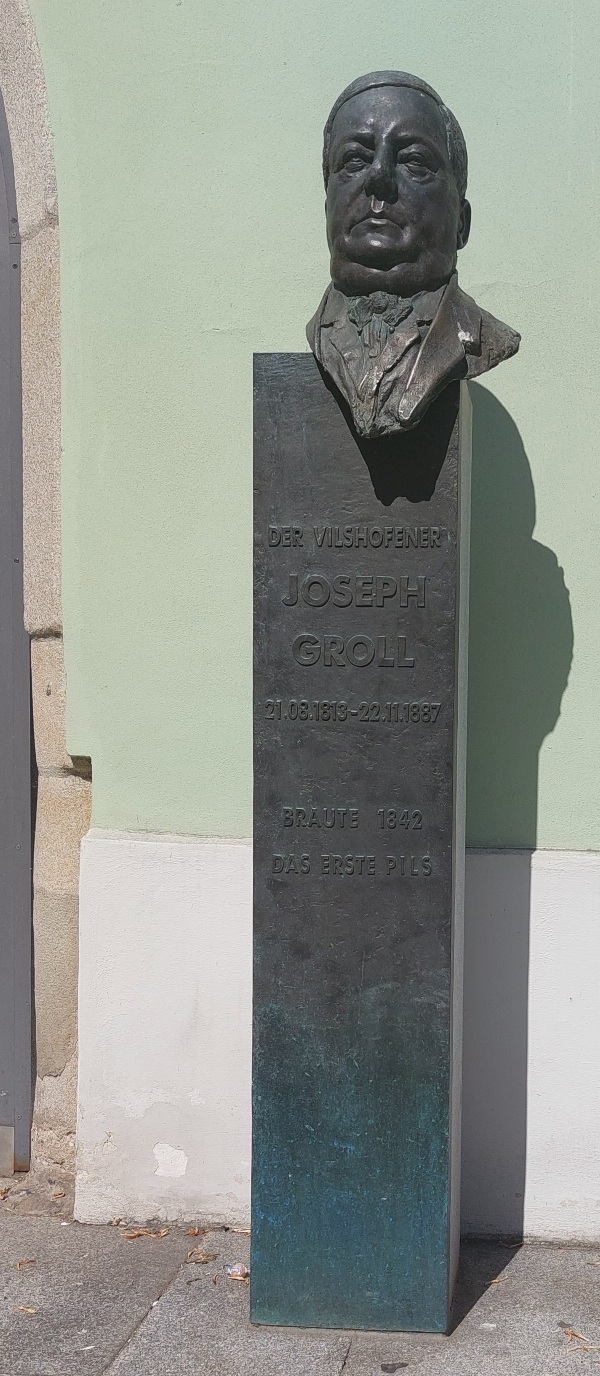 DER VILSHOFENER
JOSEPH
GROLL
21.08.1813-22.11.1887
BRAUTE 1842
DAS ERSTE PILS